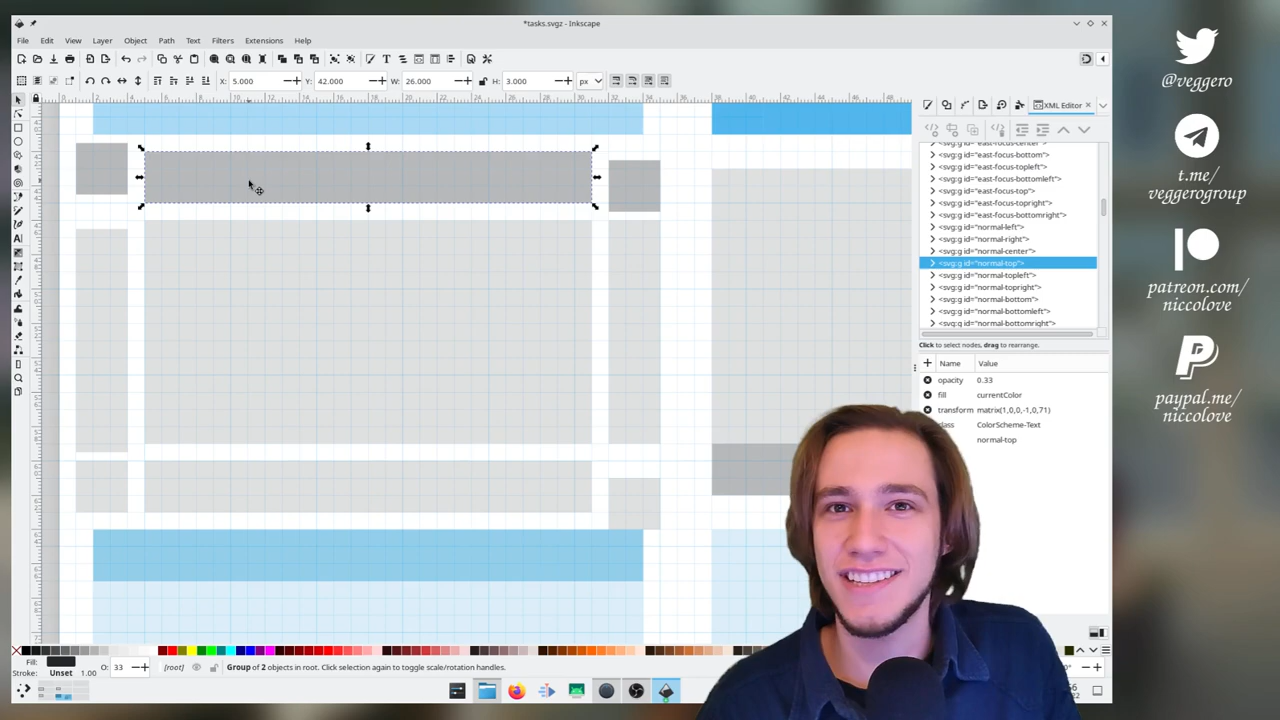 *tasks.svgz - Inkscape
File Edit View Layer Object Path Text Filters Extensions Help
X: 5.000 Y: 42.000 W: 26.000 H: 3.000 px
XML Editor
<svg:g id="east-focus-center">
<svg:g id="east-focus-bottom">
<svg:g id="east-focus-topleft">
<svg:g id="east-focus-bottomleft">
<svg:g id="east-focus-top">
<svg:g id="east-focus-topright">
<svg:g id="east-focus-bottomright">
<svg:g id="normal-left">
<svg:g id="normal-right">
<svg:g id="normal-center">
<svg:g id="normal-top">
<svg:g id="normal-topleft">
<svg:g id="normal-topright">
<svg:g id="normal-bottom">
<svg:g id="normal-bottomleft">
<svg:g id="normal-bottomright">
Click to select nodes, drag to rearrange.
Name Value
opacity 0.33
fill currentColor
transform matrix(1,0,0,-1,0,71)
ColorScheme-Text
normal-top
Fill:
Stroke: Unset 1.00
O: 33
[root]
Group of 2 objects in root. Click selection again to toggle scale/rotation handles.
@veggero
t.me/
veggerogroup
patreon.com/
niccolove
paypal.me/
niccolove